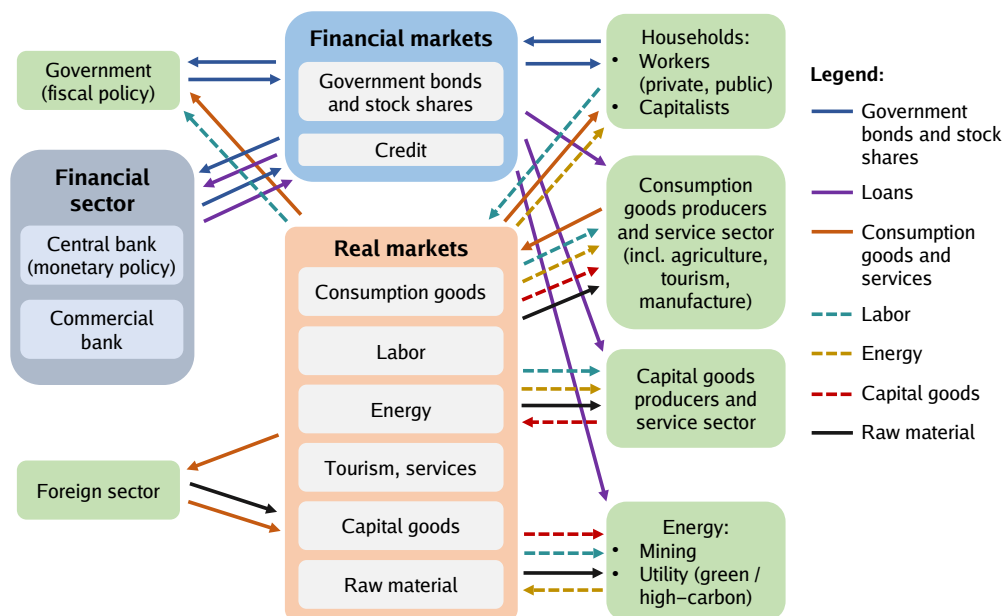 Financial markets
Government bonds
and stock shares
Credit
Government
(fiscal policy)
Financial
sector
Central bank
(monetary policy)
Commercial
bank
Foreign sector
Real markets
Consumption goods
Labor
Energy
Tourism, services
Capital goods
Raw material
Households:
• Workers
(private, public)
• Capitalists
Consumption
goods producers
and service sector
(incl. agriculture,
tourism,
manufacture)
Capital goods
producers and
service sector
Energy:
• Mining
• Utility (green /
high–carbon)
Legend:
Government
bonds and stock
shares
Loans
Consumption
goods and
services
Labor
Energy
Capital goods
Raw material